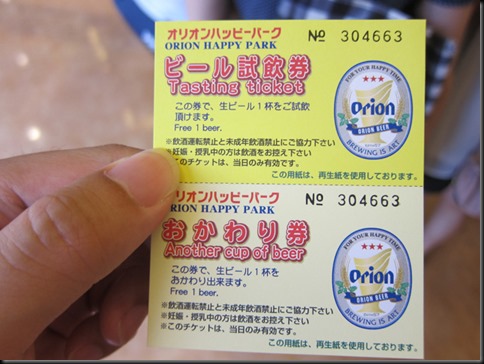 オリオンハッピーパーク
ORION HAPPY PARK
No 304663
ビール試飲券
Tasting ticket
この券で、生ビール1杯をご試飲
頂けます。
Free 1 beer.
※飲酒運転禁止と未成年飲酒禁止にご協力下さい
※妊娠・授乳中の方は飲酒をお控え下さい
このチケットは、当日のみ有効です。
この用紙は、再生紙を使用しております。
FOR YOUR HAPPY TIME
Orion
ORION BEER
BREWING IS ART
オリオンハッピーパーク
ORION HAPPY PARK
No 304663
おかわり券
Another cup of beer
この券で、生ビール1杯を
おかわり出来ます。
Free 1 beer.
※飲酒運転禁止と未成年飲酒禁止にご協力下さい
※妊娠・授乳中の方は飲酒をお控え下さい
※このチケットは、当日のみ有効です。
この用紙は、再生紙を使用しております。
FOR YOUR HAPPY TIME
Orion
ORION BEER
BREWING IS ART